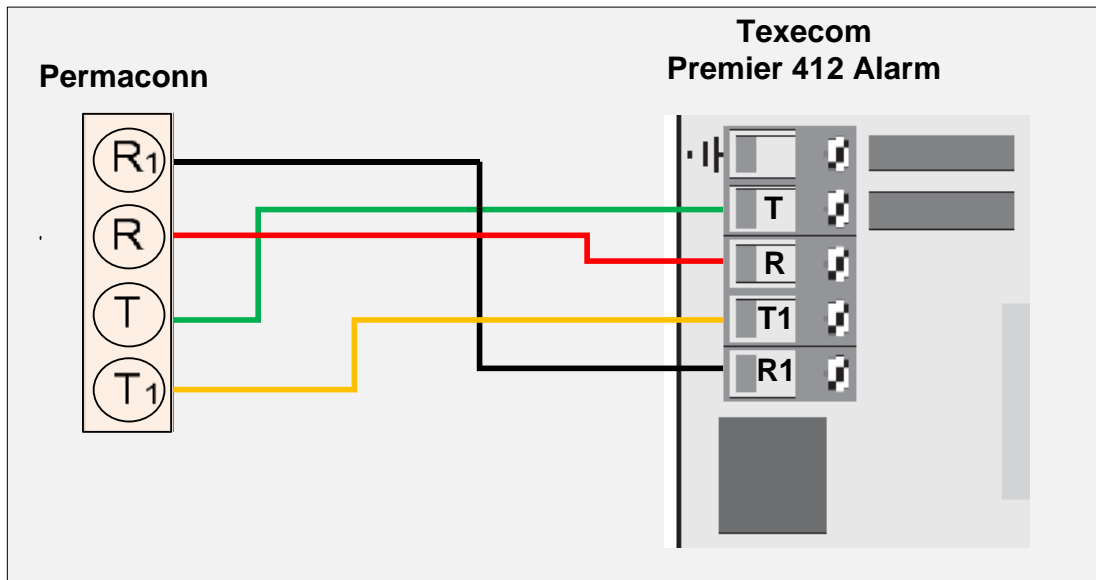 Texecom
Premier 412 Alarm
Permaconn
R1
R
T
T1
T
R
T1
R1